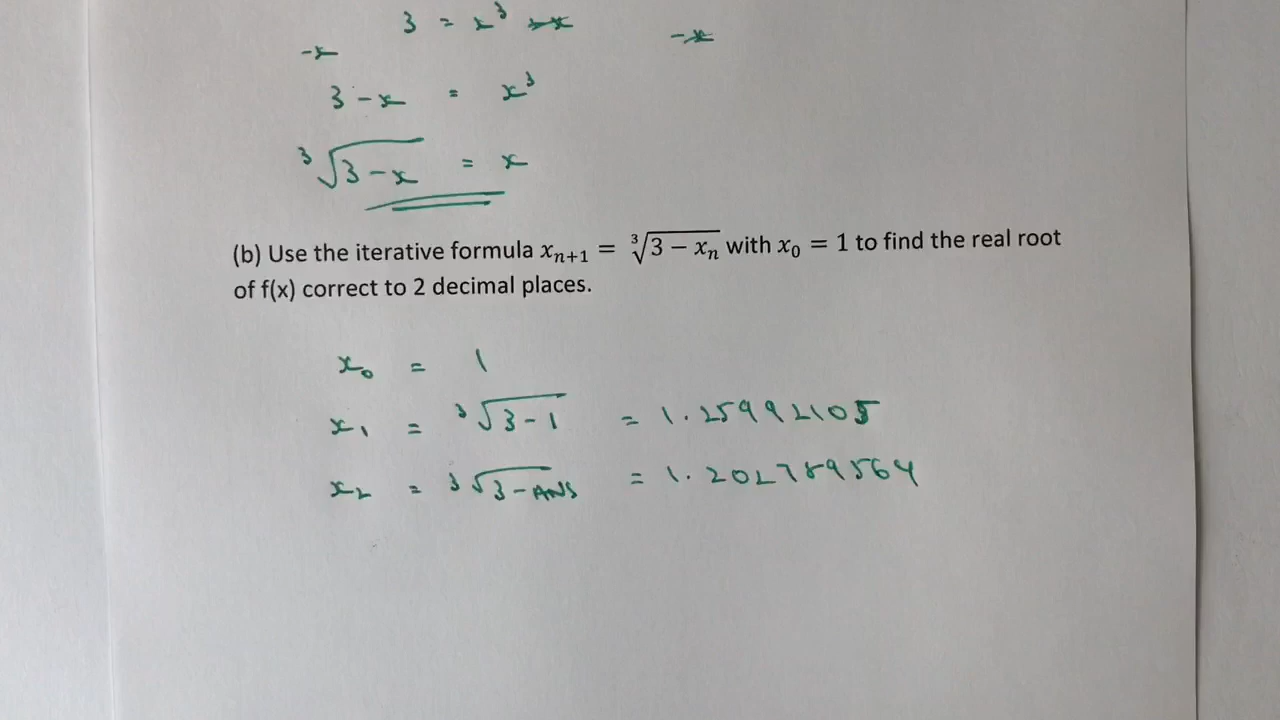 3 = x³ +x
-x -x
3 - x = x³
³√3 - x = x
(b) Use the iterative formula xₙ₊₁ = ³√3 − xₙ with x₀ = 1 to find the real root
of f(x) correct to 2 decimal places.
x₀ = 1
x₁ = ³√3 - 1 = 1.25992105
x₂ = ³√3 - ANS = 1.202789564